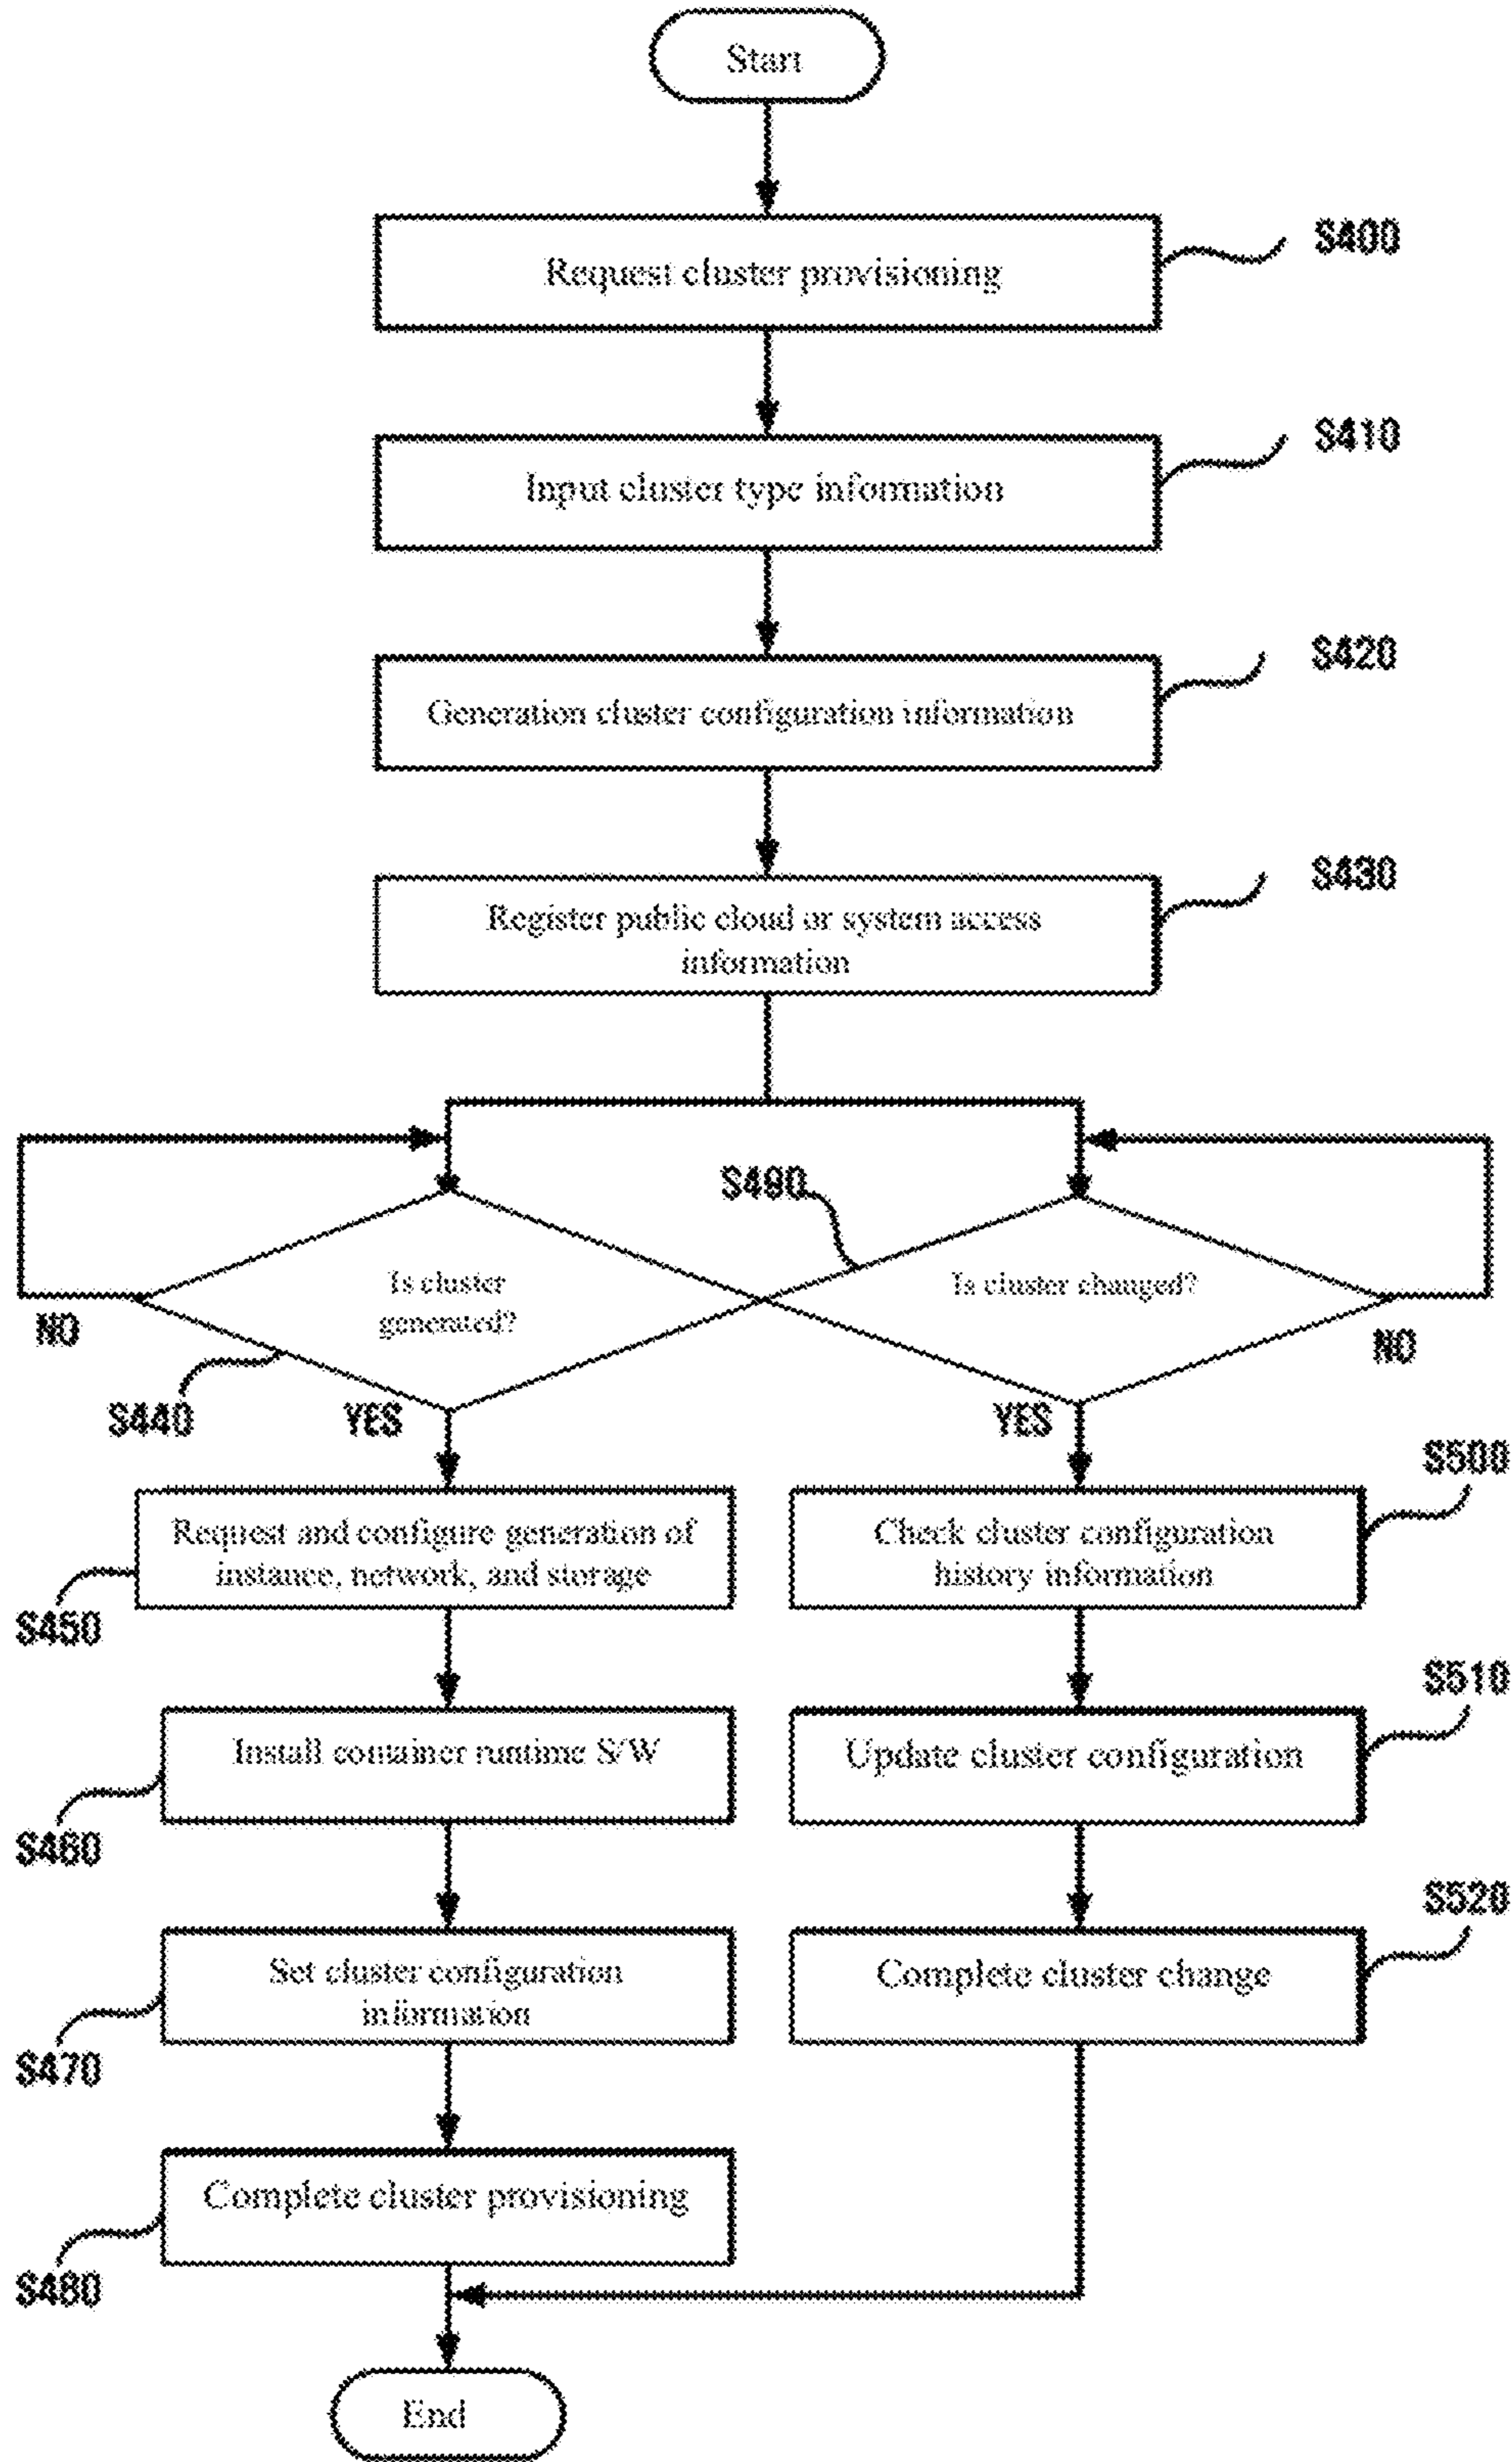 Start
Request cluster provisioning
S400
Input cluster type information
S410
Generation cluster configuration information
S420
Register public cloud or system access
information
S430
S490
Is cluster
generated?
Is cluster changed?
NO
NO
S440
YES
YES
Request and configure generation of
instance, network, and storage
S450
Check cluster configuration
history information
S500
Install container runtime S/W
S460
Update cluster configuration
S510
Set cluster configuration
information
S470
Complete cluster change
S520
Complete cluster provisioning
S480
End